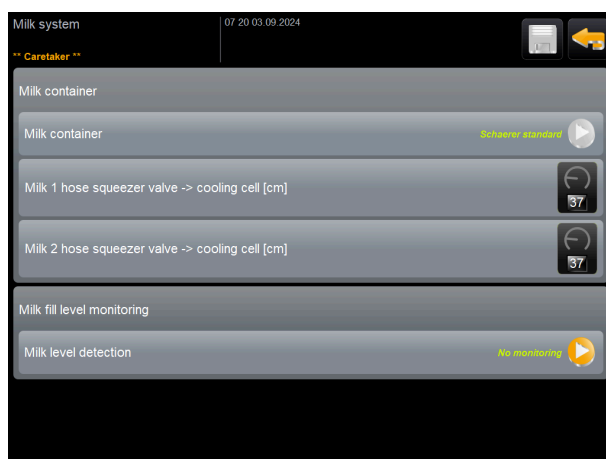 Milk system
07 20 03.09.2024
** Caretaker **
Milk container
Milk container
Schaerer standard
Milk 1 hose squeezer valve -> cooling cell [cm]
37
Milk 2 hose squeezer valve -> cooling cell [cm]
37
Milk fill level monitoring
Milk level detection
No monitoring